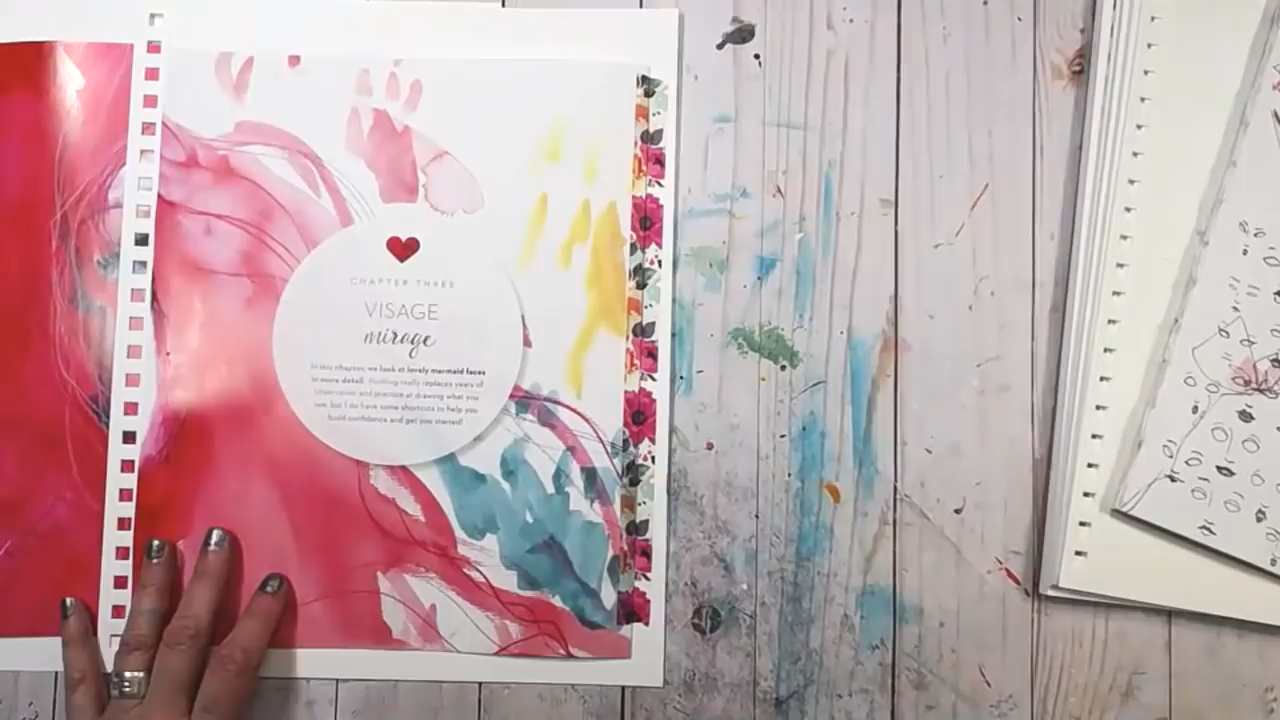 CHAPTER THREE
VISAGE
mirage
In this chapter, we look at lovely mermaid faces
in more detail. Nothing really replaces years of
observation and practice at drawing what you
see, but I do have some shortcuts to help you
build confidence and get you started!